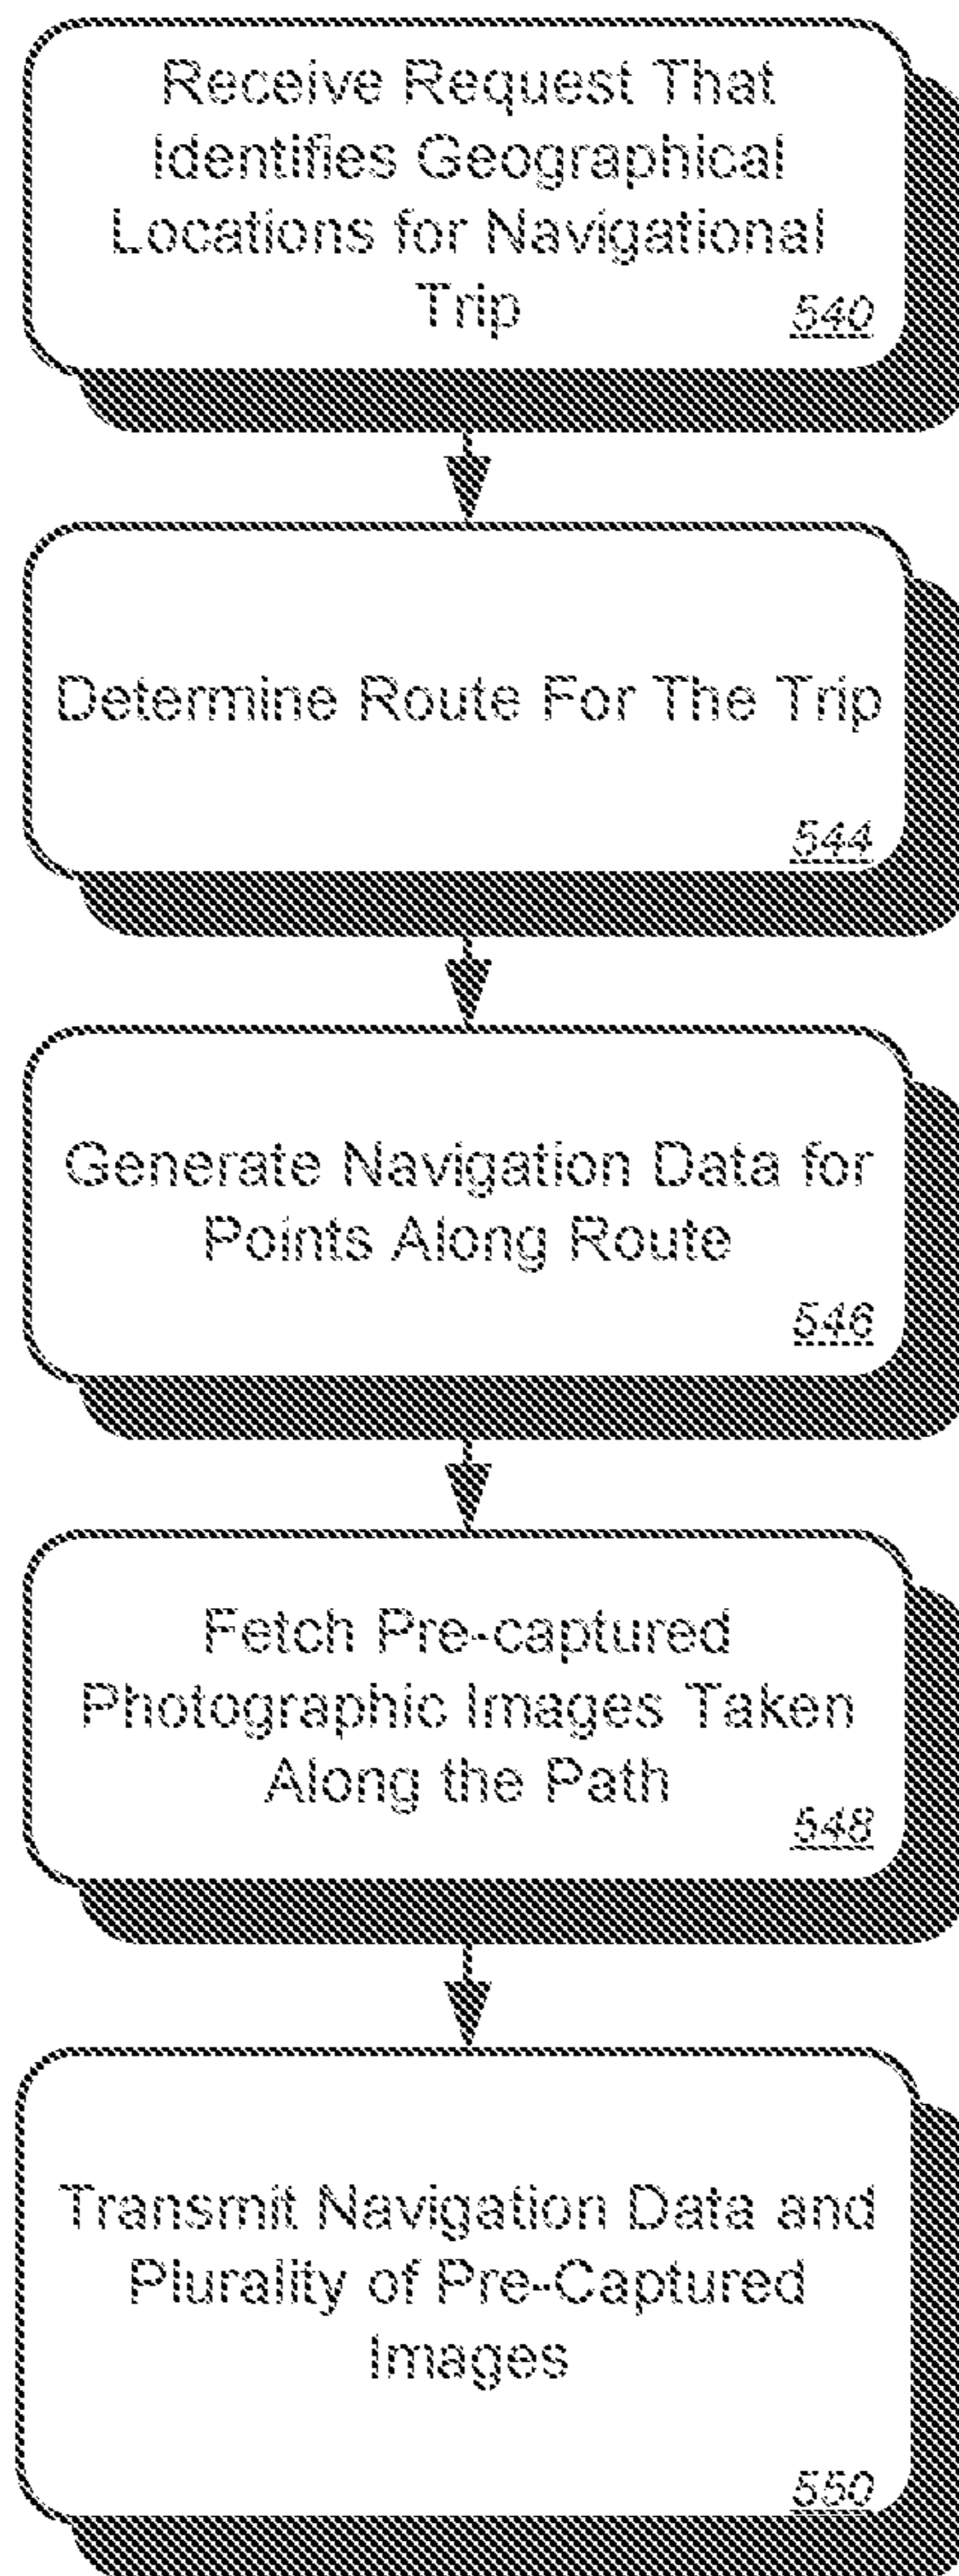 Receive Request That
Identifies Geographical
Locations for Navigational
Trip
540
Determine Route For The Trip
544
Generate Navigation Data for
Points Along Route
546
Fetch Pre-captured
Photographic Images Taken
Along the Path
548
Transmit Navigation Data and
Plurality of Pre-Captured
Images
550